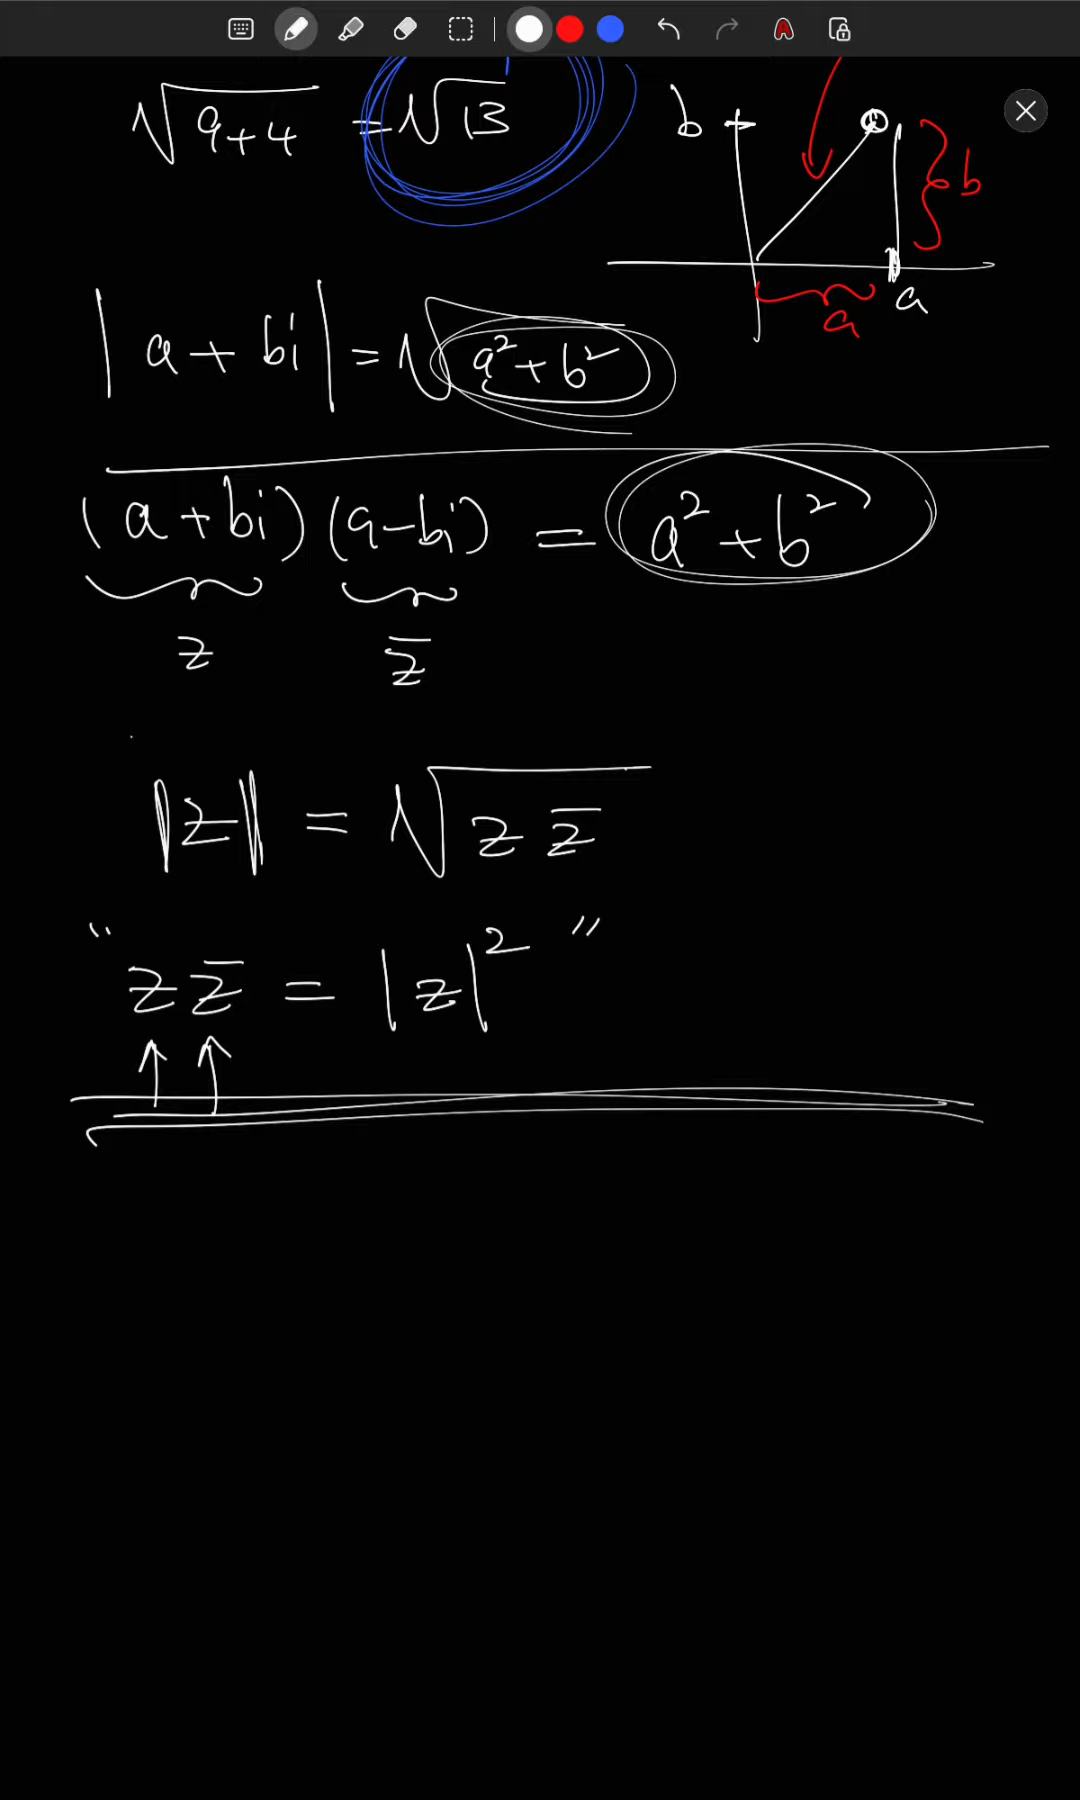 √9+4 = √13
b
b
a
a
|a + bi| = √a² + b²
(a + bi)(a - bi) = a² + b²
z z̅
|z| = √z z̅
" z z̅ = |z|² "